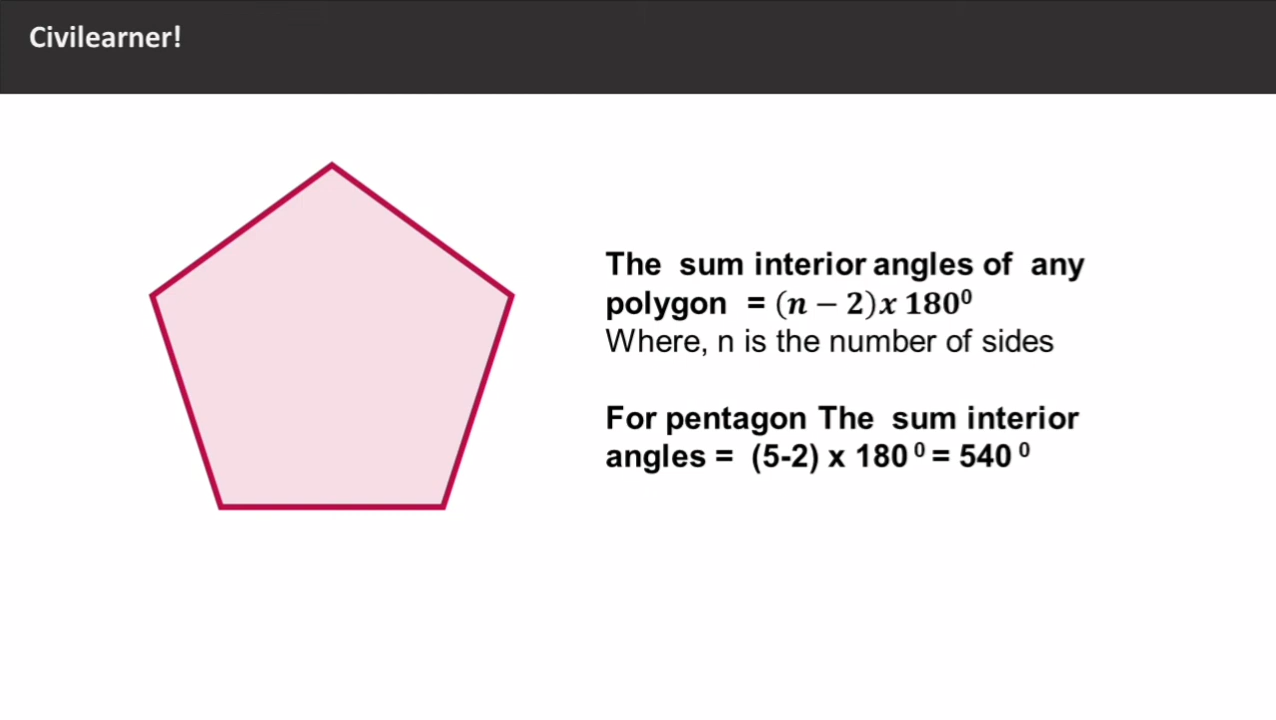 Civilearner!
The sum interior angles of any
polygon = (n − 2)x 180⁰
Where, n is the number of sides
For pentagon The sum interior
angles = (5-2) x 180 ⁰ = 540 ⁰